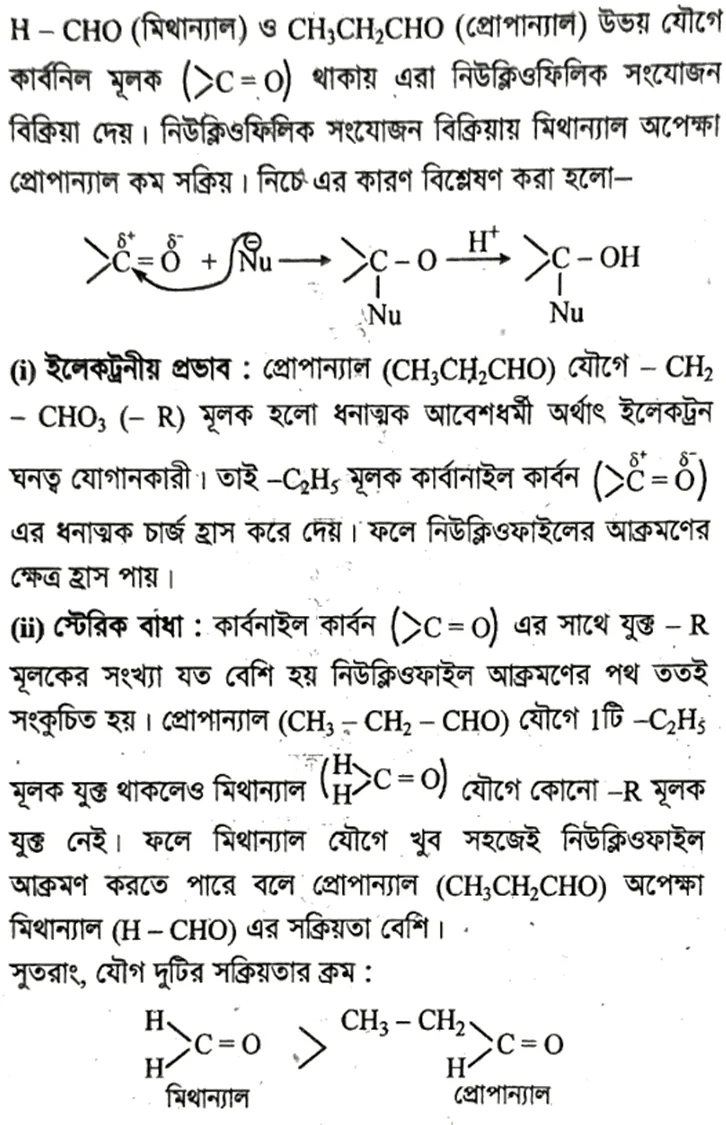 H – CHO (মিথান্যাল) ও CH₃CH₂CHO (প্রোপান্যাল) উভয় যৌগে
কার্বনিল মূলক (>C = O) থাকায় এরা নিউক্লিওফিলিক সংযোজন
বিক্রিয়া দেয়। নিউক্লিওফিলিক সংযোজন বিক্রিয়ায় মিথান্যাল অপেক্ষা
প্রোপান্যাল কম সক্রিয়। নিচে এর কারণ বিশ্লেষণ করা হলো–
>C^δ+ = O^δ- + Nu^⊖ ⟶ >C – O ⟶ H⁺ >C – OH
Nu Nu
(i) ইলেকট্রনীয় প্রভাব : প্রোপান্যাল (CH₃CH₂CHO) যৌগে – CH₂
– CHO₃ (– R) মূলক হলো ধনাত্মক আবেশধর্মী অর্থাৎ ইলেকট্রন
ঘনত্ব যোগানকারী। তাই –C₂H₅ মূলক কার্বানাইল কার্বন (>C^δ+ = O^δ-)
এর ধনাত্মক চার্জ হ্রাস করে দেয়। ফলে নিউক্লিওফাইলের আক্রমণের
ক্ষেত্র হ্রাস পায়।
(ii) স্টেরিক বাধা : কার্বনাইল কার্বন (>C = O) এর সাথে যুক্ত – R
মূলকের সংখ্যা যত বেশি হয় নিউক্লিওফাইল আক্রমণের পথ ততই
সংকুচিত হয়। প্রোপান্যাল (CH₃ – CH₂ – CHO) যৌগে 1টি –C₂H₅
মূলক যুক্ত থাকলেও মিথান্যাল (H H >C = O) যৌগে কোনো –R মূলক
যুক্ত নেই। ফলে মিথান্যাল যৌগে খুব সহজেই নিউক্লিওফাইল
আক্রমণ করতে পারে বলে প্রোপান্যাল (CH₃CH₂CHO) অপেক্ষা
মিথান্যাল (H – CHO) এর সক্রিয়তা বেশি।
সুতরাং, যৌগ দুটির সক্রিয়তার ক্রম :
H CH₃ – CH₂
>C = O > >C = O
H H
মিথান্যাল প্রোপান্যাল